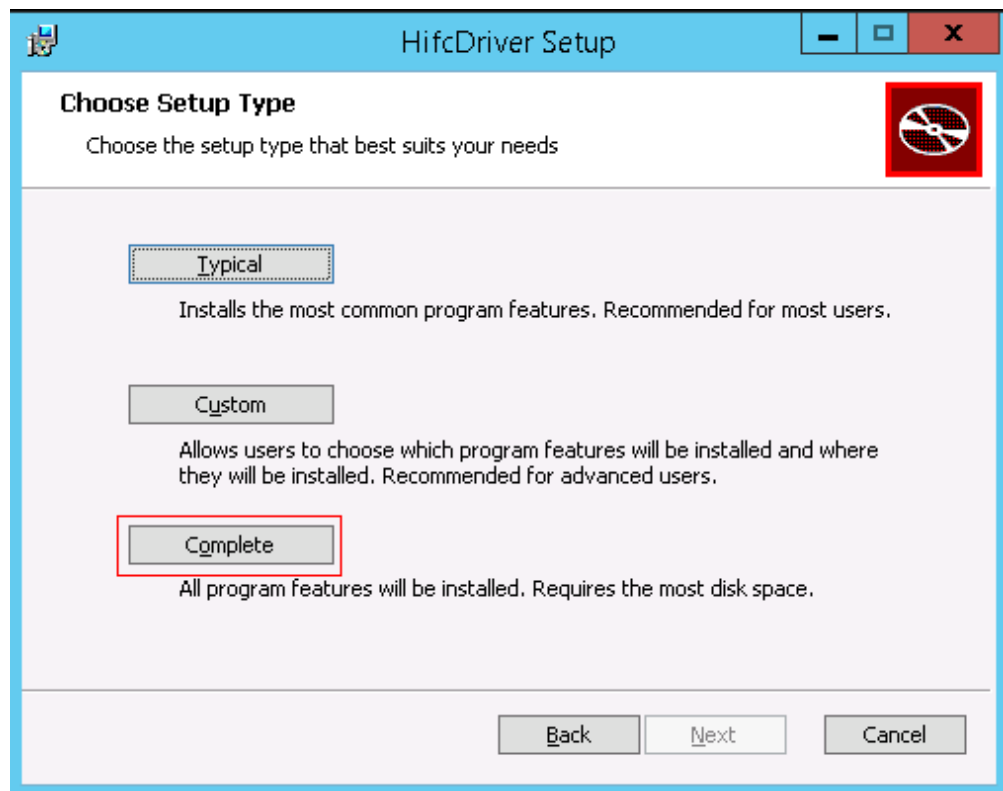 HifcDriver Setup
Choose Setup Type
Choose the setup type that best suits your needs
Typical
Installs the most common program features. Recommended for most users.
Custom
Allows users to choose which program features will be installed and where
they will be installed. Recommended for advanced users.
Complete
All program features will be installed. Requires the most disk space.
Back Next Cancel